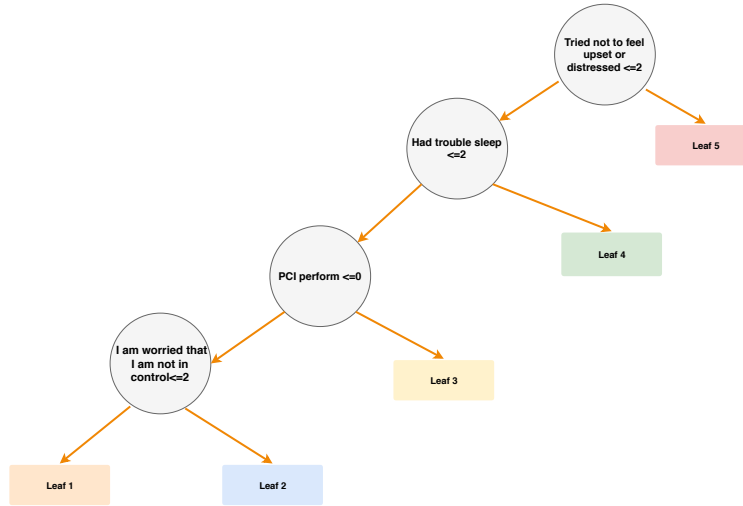 Tried not to feel
upset or
distressed <=2
Leaf 5
Had trouble sleep
<=2
Leaf 4
PCI perform <=0
Leaf 3
I am worried that
I am not in
control<=2
Leaf 1
Leaf 2